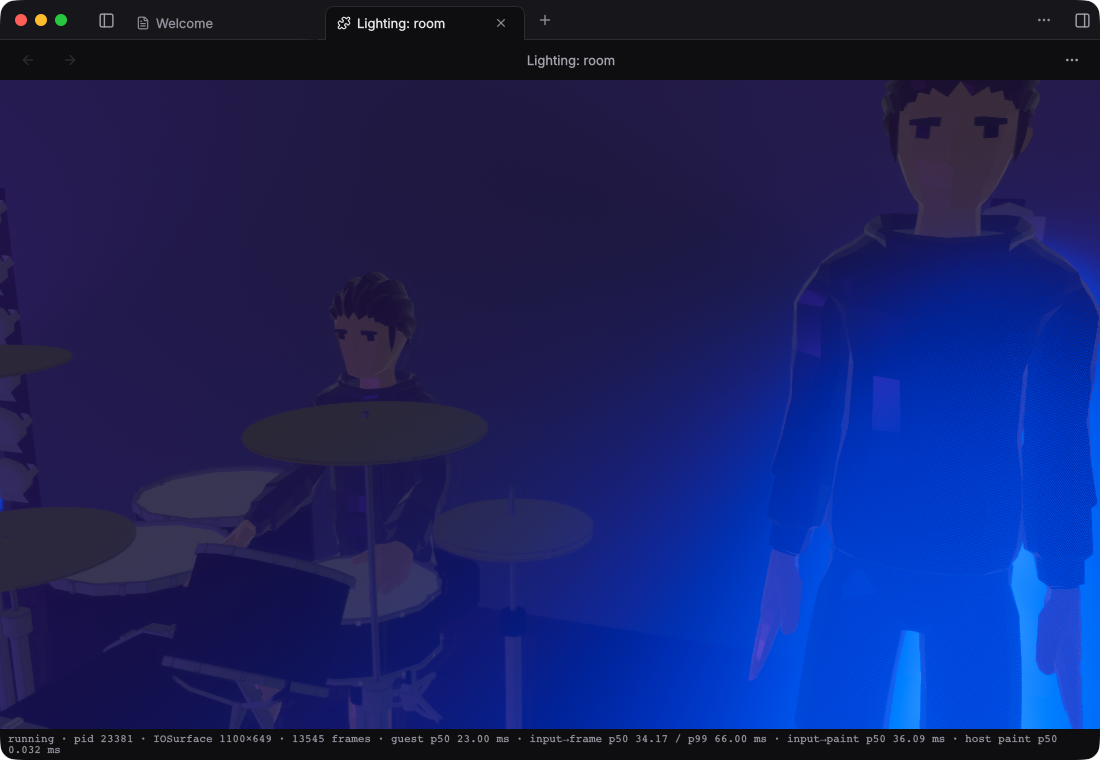 Welcome
Lighting: room
Lighting: room
running · pid 23381 · IOSurface 1100×649 · 13545 frames · guest p50 23.00 ms · input→frame p50 34.17 / p99 66.00 ms · input→paint p50 36.09 ms · host paint p50
0.032 ms